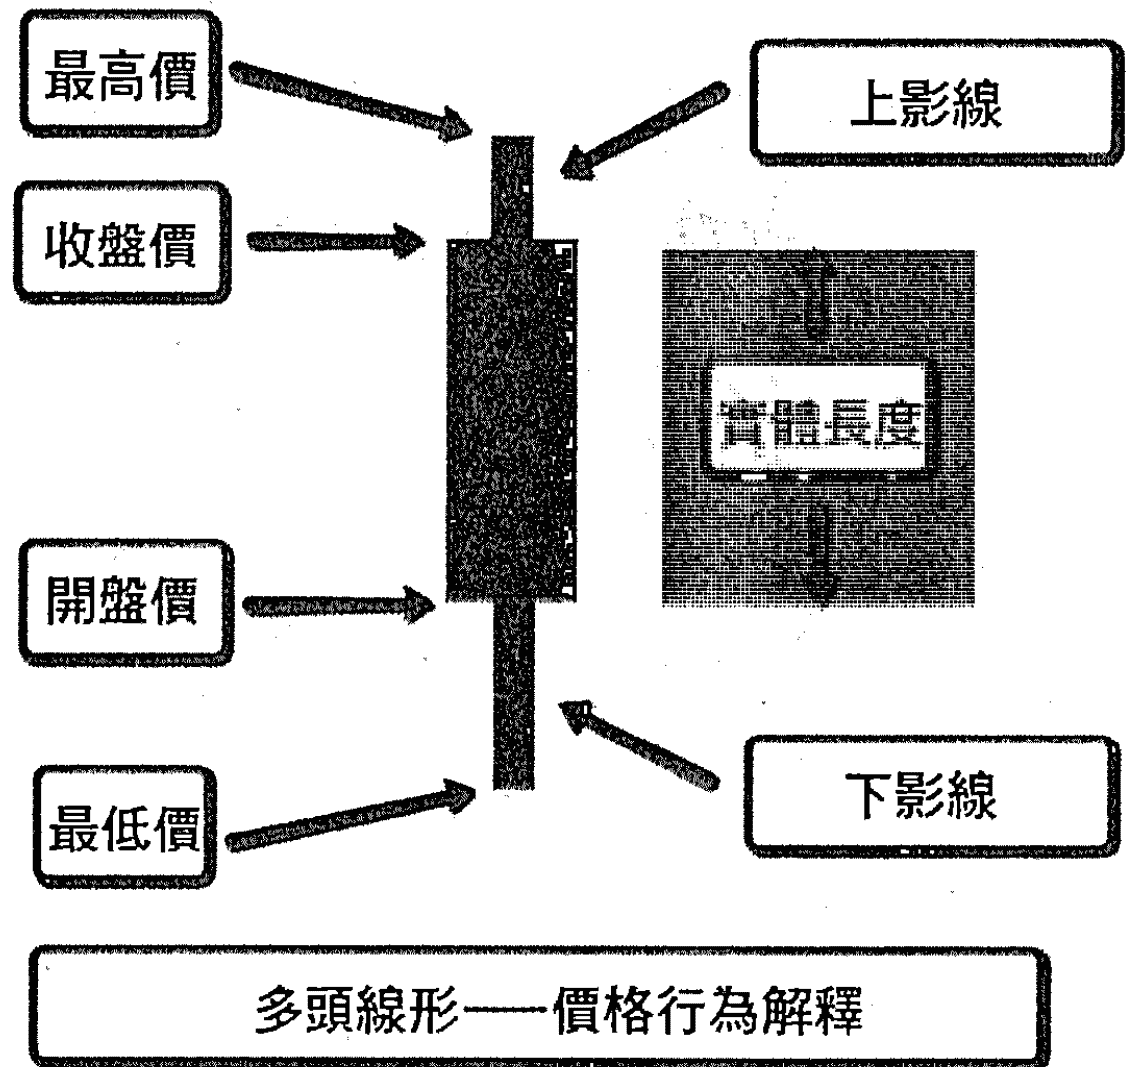 最高價
上影線
收盤價
實體長度
開盤價
下影線
最低價
多頭線形——價格行為解釋